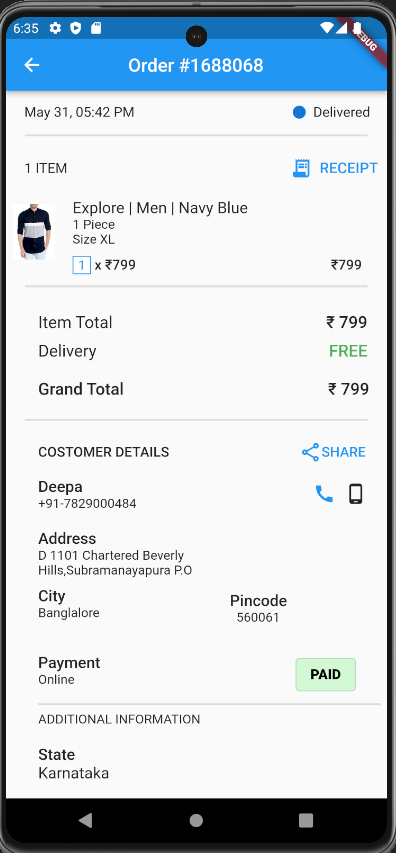 6:35
DEBUG
Order #1688068
May 31, 05:42 PM
Delivered
1 ITEM
RECEIPT
Explore | Men | Navy Blue
1 Piece
Size XL
1 x ₹799
₹799
Item Total
₹ 799
Delivery
FREE
Grand Total
₹ 799
COSTOMER DETAILS
SHARE
Deepa
+91-7829000484
Address
D 1101 Chartered Beverly
Hills,Subramanayapura P.O
City
Banglalore
Pincode
560061
Payment
Online
PAID
ADDITIONAL INFORMATION
State
Karnataka